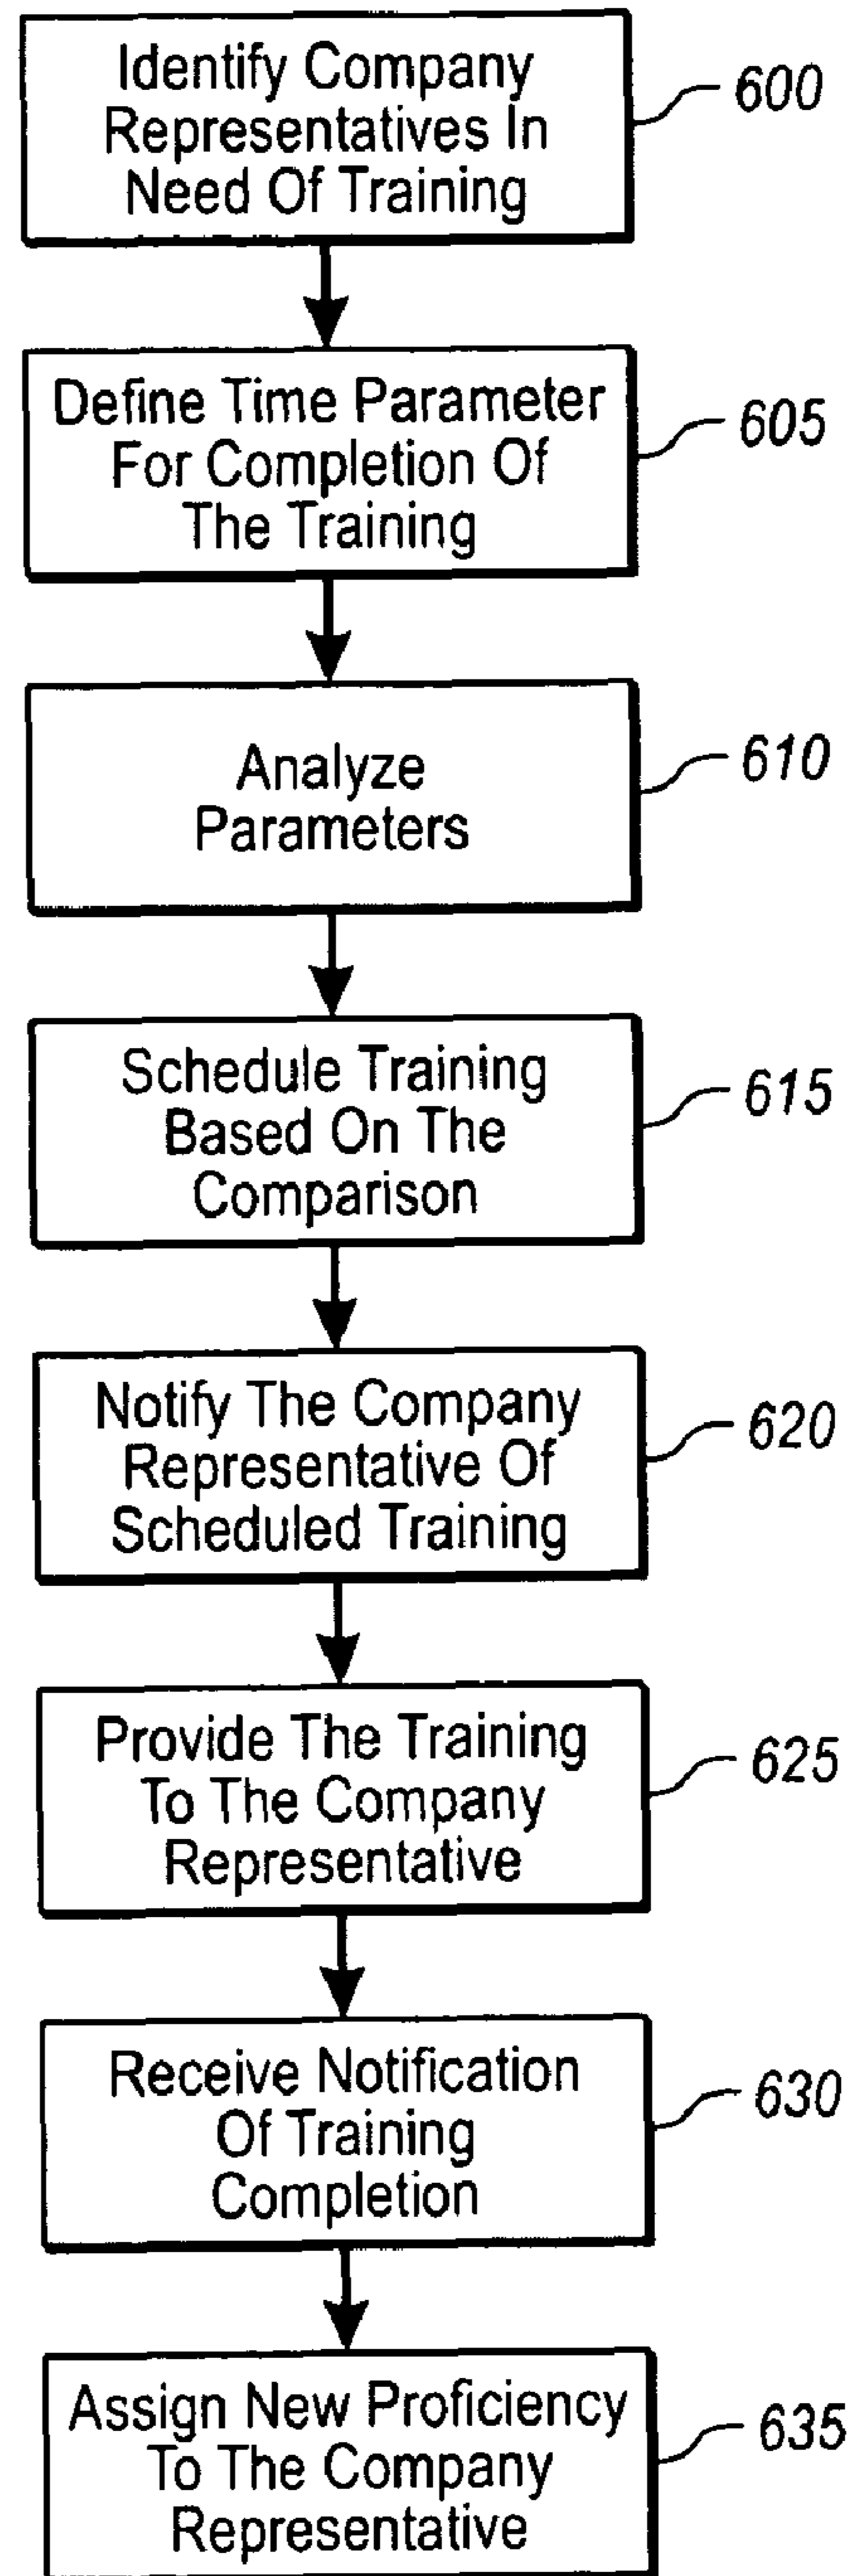 Identify Company
Representatives In
Need Of Training
600
Define Time Parameter
For Completion Of
The Training
605
Analyze
Parameters
610
Schedule Training
Based On The
Comparison
615
Notify The Company
Representative Of
Scheduled Training
620
Provide The Training
To The Company
Representative
625
Receive Notification
Of Training
Completion
630
Assign New Proficiency
To The Company
Representative
635